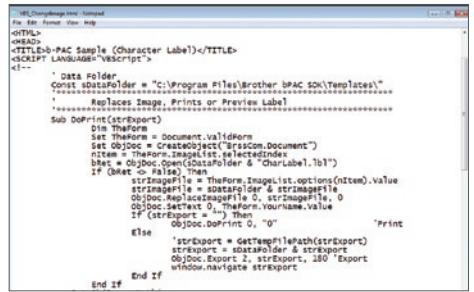 VBS_ChangeImage.html - Notepad
File Edit Format View Help
<HTML>
<HEAD>
<TITLE>b-PAC Sample (Character Label)</TITLE>
<SCRIPT LANGUAGE="VBScript">
<!--
' Data Folder
Const sDataFolder = "C:\Program Files\Brother bPAC SDK\Templates\"
'*******************************************************
' Replaces Image, Prints or Preview Label
'*******************************************************
Sub DoPrint(strExport)
Dim TheForm
Set TheForm = Document.ValidForm
Set ObjDoc = CreateObject("BrssCom.Document")
nItem = TheForm.ImageList.selectedIndex
bRet = ObjDoc.Open(sDataFolder & "CharLabel.lbl")
If (bRet <> False) Then
strImageFile = TheForm.ImageList.options(nItem).Value
strImageFile = sDataFolder & strImageFile
ObjDoc.ReplaceImageFile 0, strImageFile, 0
ObjDoc.SetText 0, TheForm.YourName.Value
If (strExport = "") Then
ObjDoc.DoPrint 0, "0" 'Print
Else
'strExport = GetTempFilePath(strExport)
strExport = sDataFolder & strExport
ObjDoc.Export 2, strExport, 180 'Export
window.navigate strExport
End If
End If